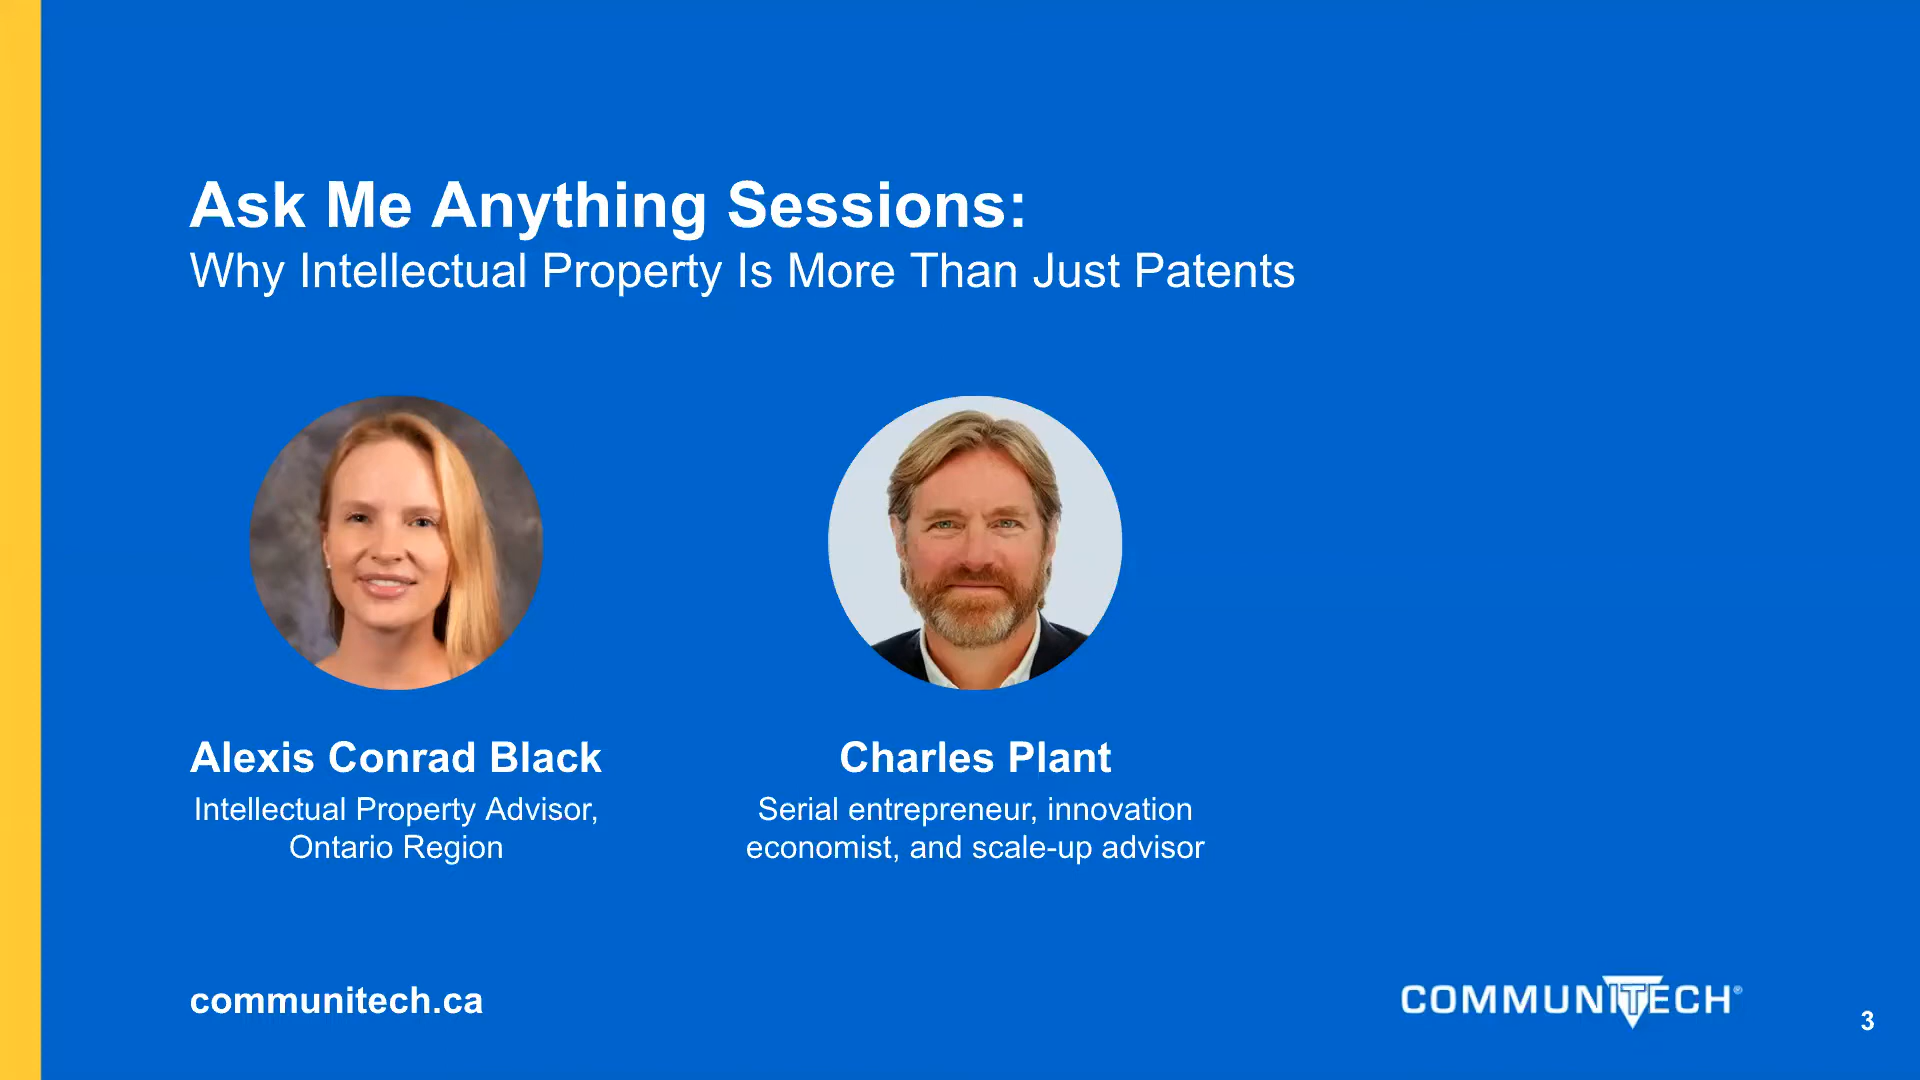 Ask Me Anything Sessions:
Why Intellectual Property Is More Than Just Patents
Alexis Conrad Black
Intellectual Property Advisor,
Ontario Region
Charles Plant
Serial entrepreneur, innovation
economist, and scale-up advisor
communitech.ca
COMMUNITECH®
3